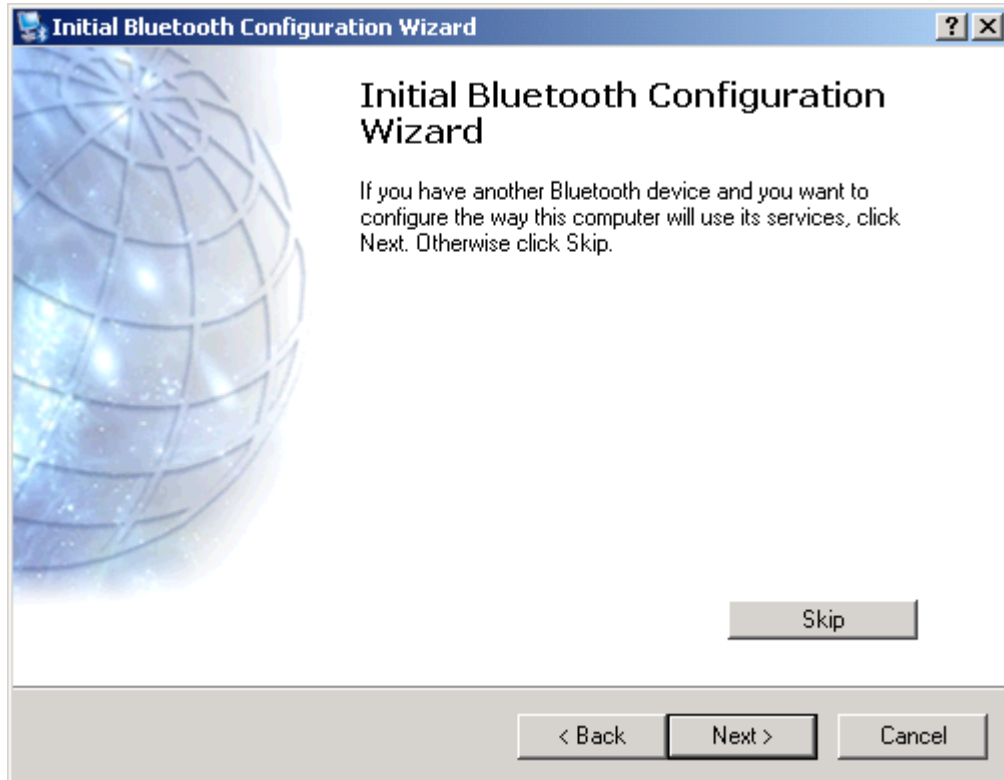 Initial Bluetooth Configuration Wizard
Initial Bluetooth Configuration
Wizard
If you have another Bluetooth device and you want to
configure the way this computer will use its services, click
Next. Otherwise click Skip.
Skip
< Back Next > Cancel